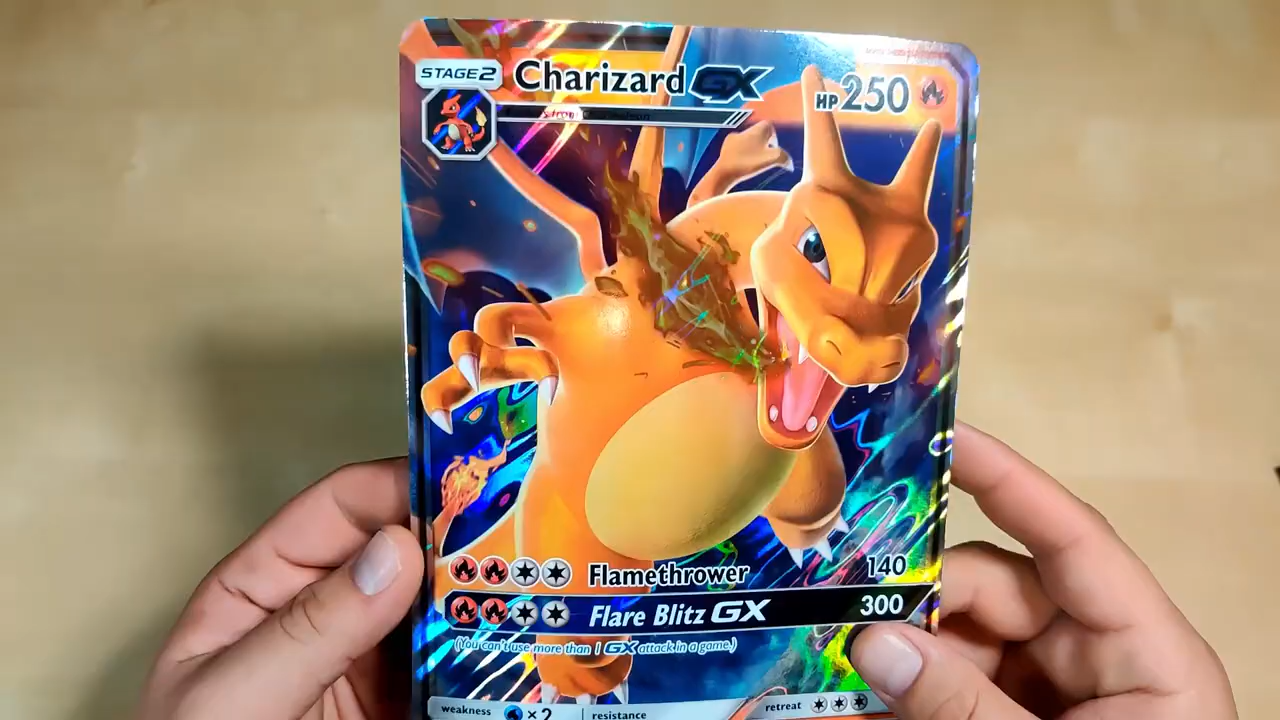 STAGE2 Charizard GX HP 250
Flamethrower 140
Flare Blitz GX 300
(You can't use more than 1 GX attack in a game.)
weakness ×2 resistance retreat